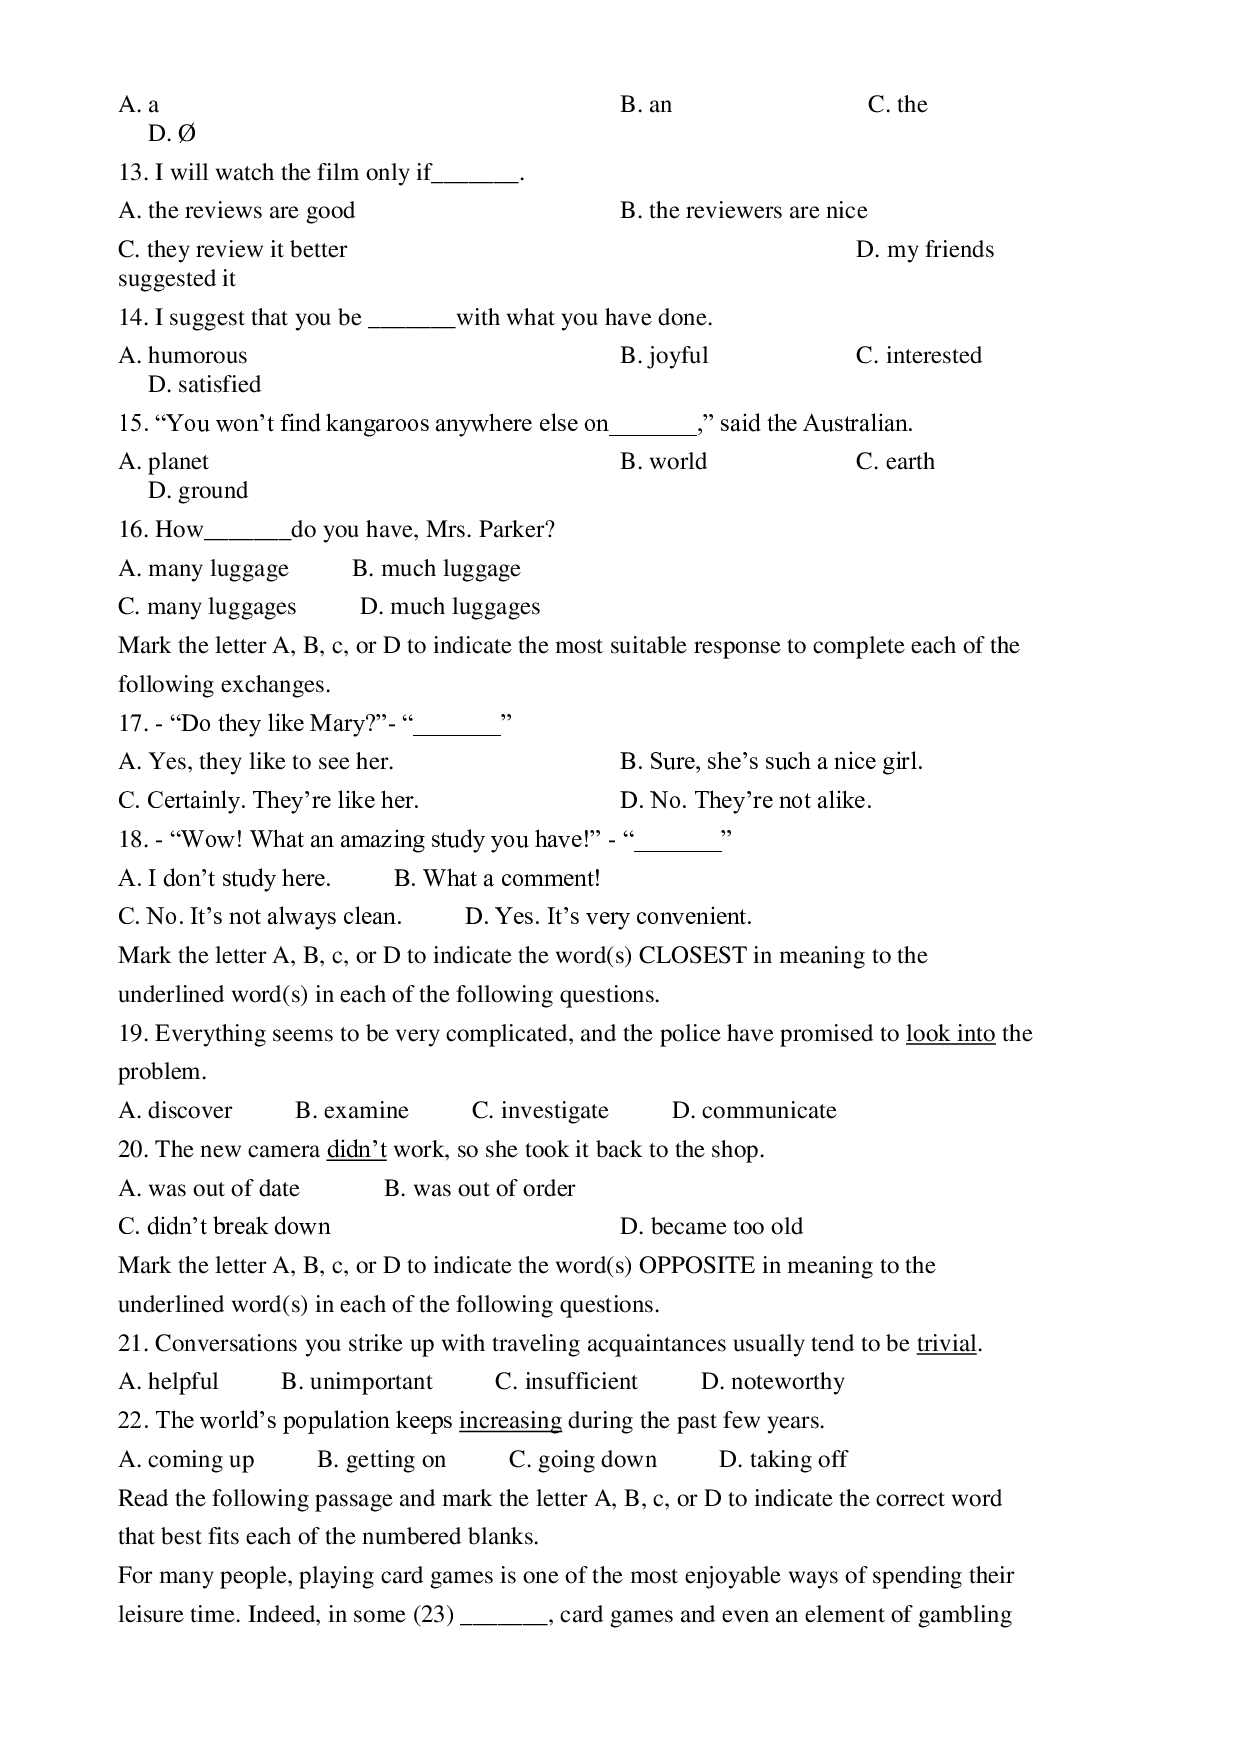 A. a B. an C. the
D. Ø
13. I will watch the film only if_______.
A. the reviews are good B. the reviewers are nice
C. they review it better D. my friends
suggested it
14. I suggest that you be _______with what you have done.
A. humorous B. joyful C. interested
D. satisfied
15. “You won’t find kangaroos anywhere else on_______,” said the Australian.
A. planet B. world C. earth
D. ground
16. How_______do you have, Mrs. Parker?
A. many luggage B. much luggage
C. many luggages D. much luggages
Mark the letter A, B, c, or D to indicate the most suitable response to complete each of the
following exchanges.
17. - “Do they like Mary?”- “_______”
A. Yes, they like to see her. B. Sure, she’s such a nice girl.
C. Certainly. They’re like her. D. No. They’re not alike.
18. - “Wow! What an amazing study you have!” - “_______”
A. I don’t study here. B. What a comment!
C. No. It’s not always clean. D. Yes. It’s very convenient.
Mark the letter A, B, c, or D to indicate the word(s) CLOSEST in meaning to the
underlined word(s) in each of the following questions.
19. Everything seems to be very complicated, and the police have promised to look into the
problem.
A. discover B. examine C. investigate D. communicate
20. The new camera didn’t work, so she took it back to the shop.
A. was out of date B. was out of order
C. didn’t break down D. became too old
Mark the letter A, B, c, or D to indicate the word(s) OPPOSITE in meaning to the
underlined word(s) in each of the following questions.
21. Conversations you strike up with traveling acquaintances usually tend to be trivial.
A. helpful B. unimportant C. insufficient D. noteworthy
22. The world’s population keeps increasing during the past few years.
A. coming up B. getting on C. going down D. taking off
Read the following passage and mark the letter A, B, c, or D to indicate the correct word
that best fits each of the numbered blanks.
For many people, playing card games is one of the most enjoyable ways of spending their
leisure time. Indeed, in some (23) _______, card games and even an element of gambling